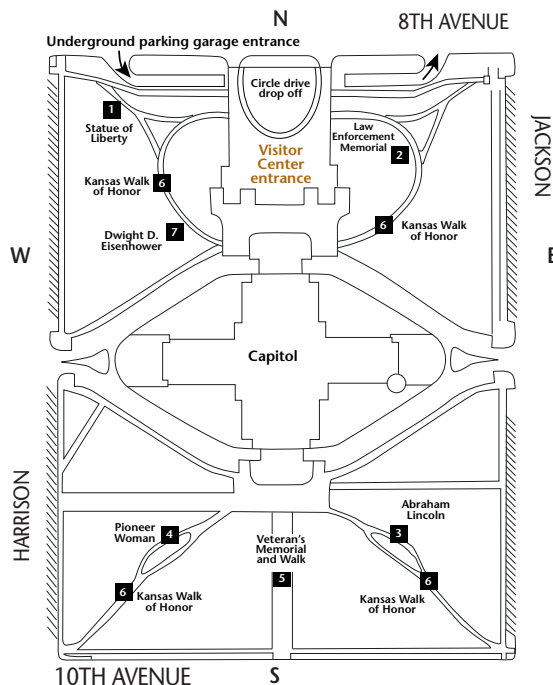 N
8TH AVENUE
Underground parking garage entrance
Circle drive
drop off
1
Statue of
Liberty
Law
Enforcement
Memorial
2
JACKSON
Visitor
Center
entrance
Kansas Walk
6
of Honor
Dwight D.
7
Eisenhower
6
Kansas Walk
of Honor
W
E
Capitol
HARRISON
Pioneer
Woman
4
Veteran's
Memorial
and Walk
5
Abraham
Lincoln
3
6
Kansas Walk
of Honor
6
Kansas Walk
of Honor
10TH AVENUE
S